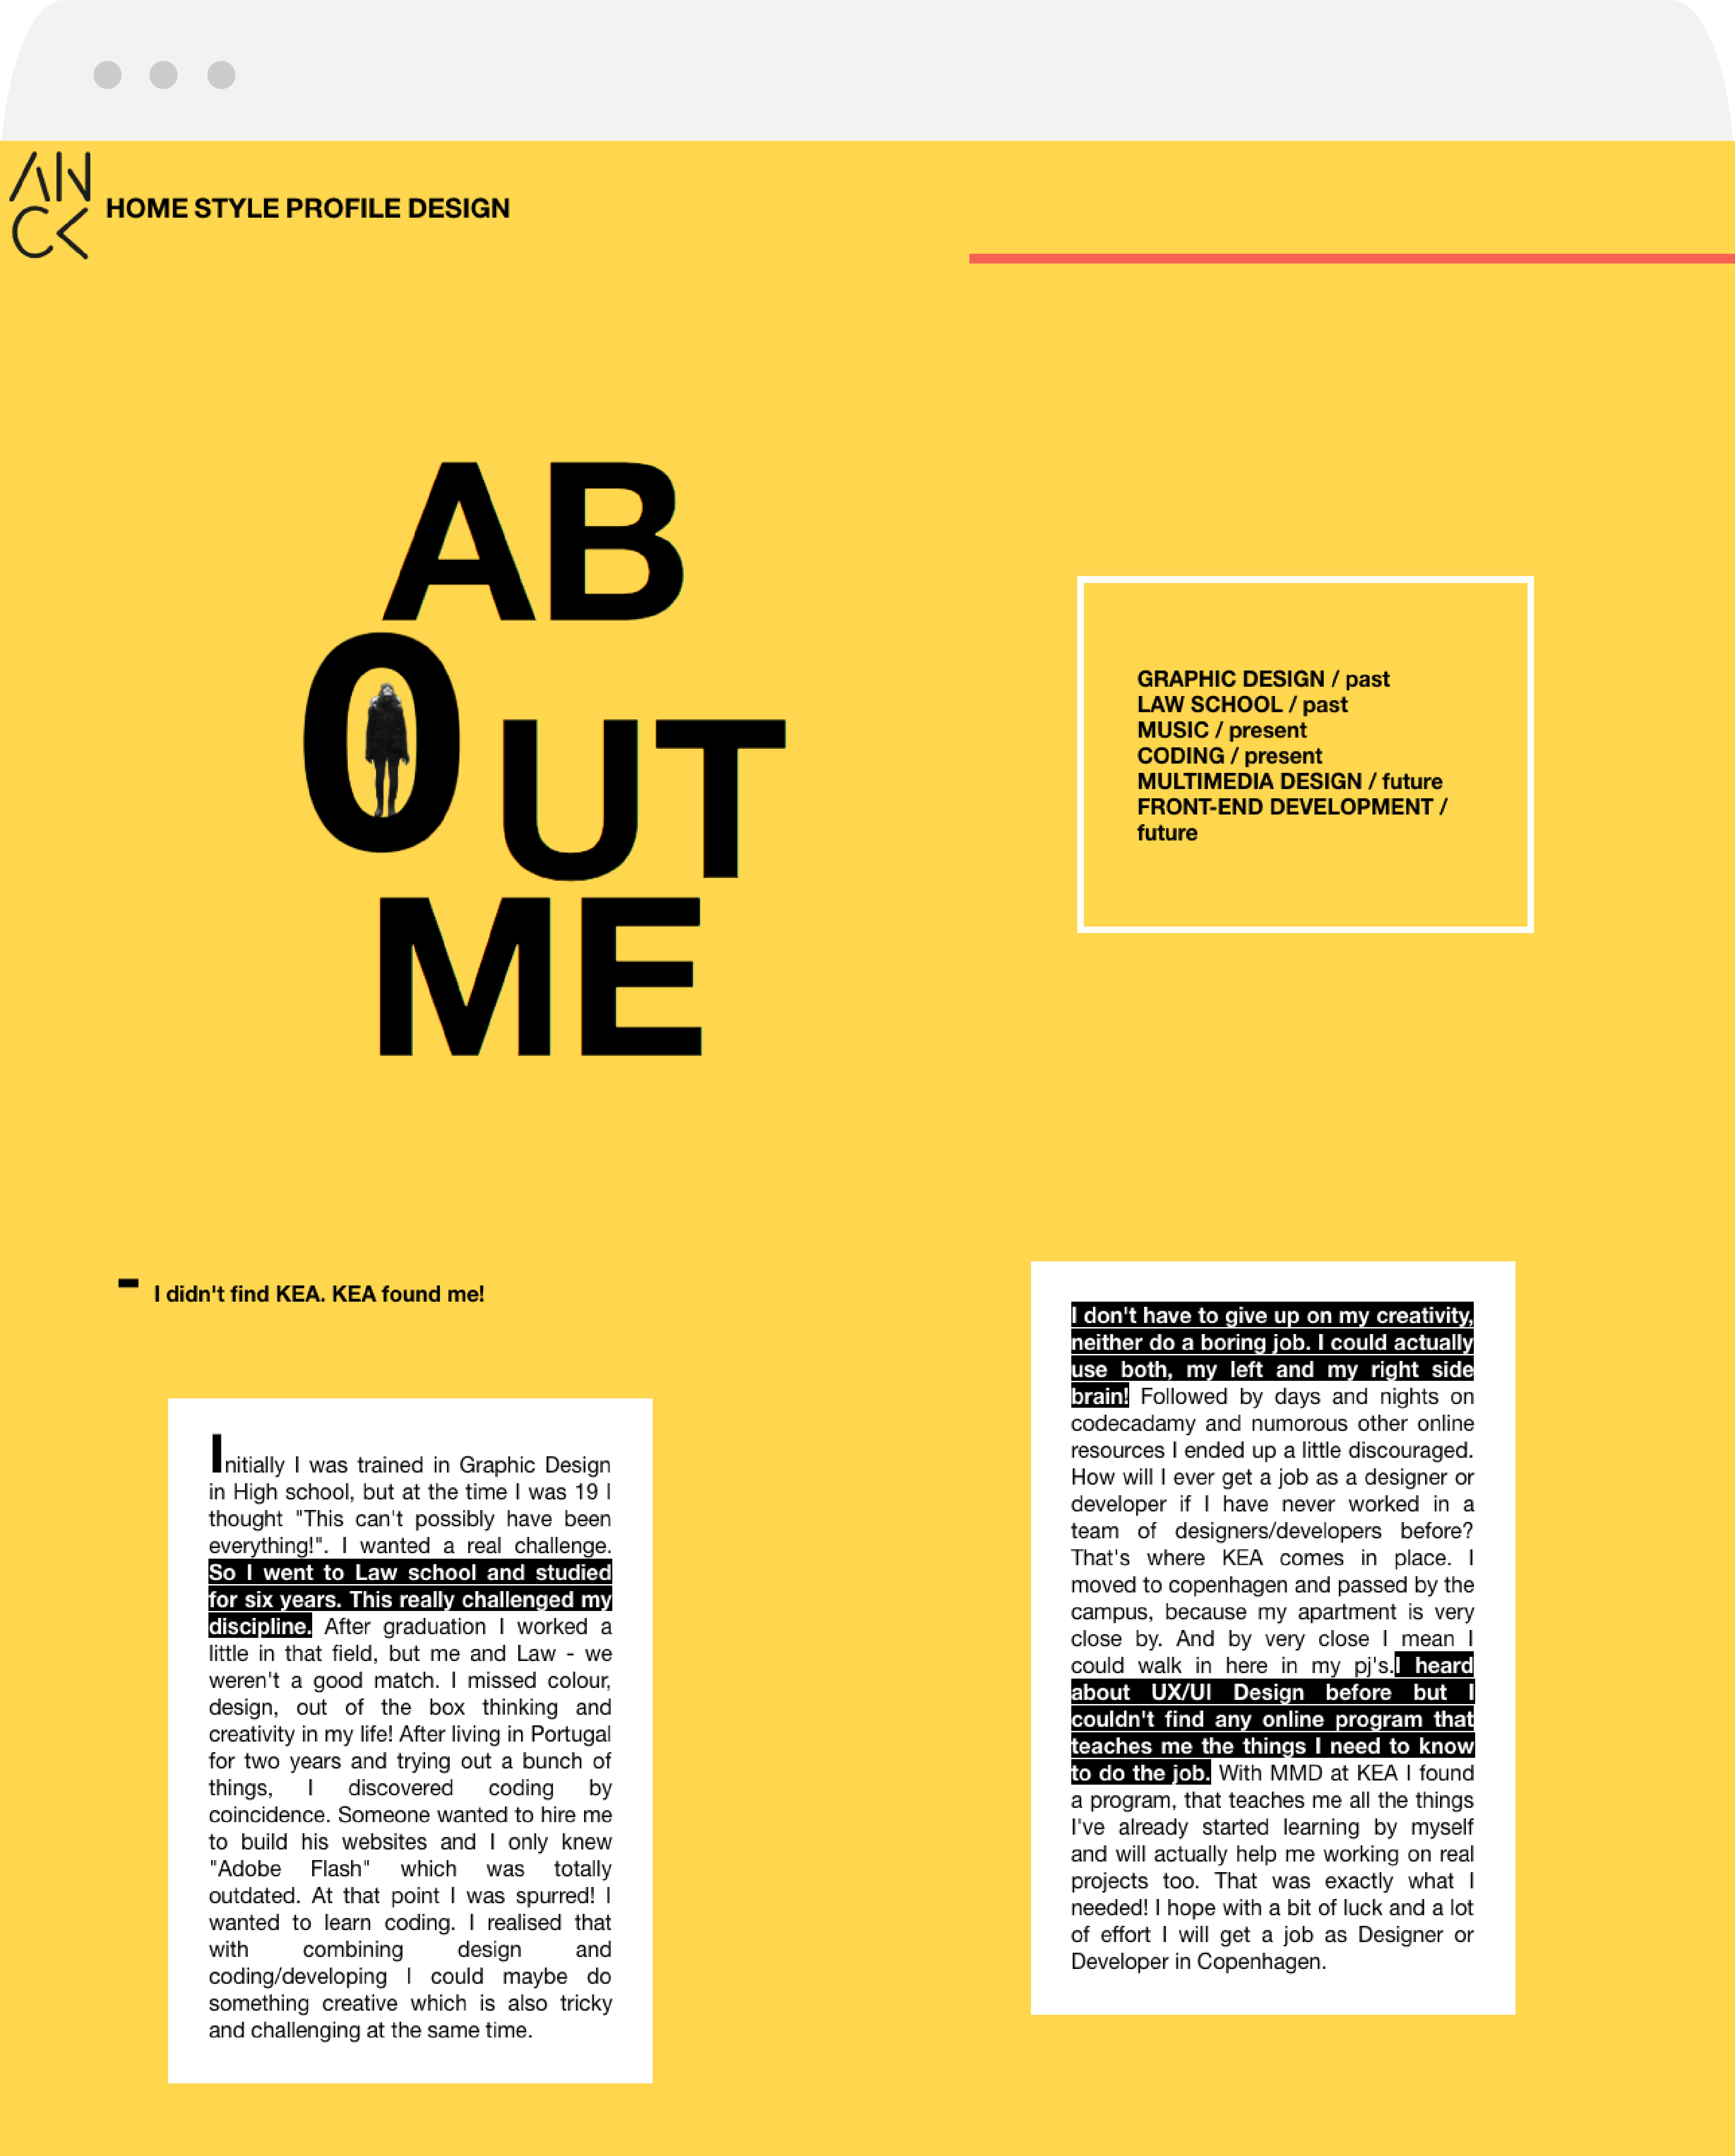 AN
CK
HOME STYLE PROFILE DESIGN
AB
OUT
ME
GRAPHIC DESIGN / past
LAW SCHOOL / past
MUSIC / present
CODING / present
MULTIMEDIA DESIGN / future
FRONT-END DEVELOPMENT /
future
- I didn't find KEA. KEA found me!
Initially I was trained in Graphic Design
in High school, but at the time I was 19 I
thought "This can't possibly have been
everything!". I wanted a real challenge.
So I went to Law school and studied
for six years. This really challenged my
discipline. After graduation I worked a
little in that field, but me and Law - we
weren't a good match. I missed colour,
design, out of the box thinking and
creativity in my life! After living in Portugal
for two years and trying out a bunch of
things, I discovered coding by
coincidence. Someone wanted to hire me
to build his websites and I only knew
"Adobe Flash" which was totally
outdated. At that point I was spurred! I
wanted to learn coding. I realised that
with combining design and
coding/developing I could maybe do
something creative which is also tricky
and challenging at the same time.
I don't have to give up on my creativity,
neither do a boring job. I could actually
use both, my left and my right side
brain! Followed by days and nights on
codecadamy and numorous other online
resources I ended up a little discouraged.
How will I ever get a job as a designer or
developer if I have never worked in a
team of designers/developers before?
That's where KEA comes in place. I
moved to copenhagen and passed by the
campus, because my apartment is very
close by. And by very close I mean I
could walk in here in my pj's.I heard
about UX/UI Design before but I
couldn't find any online program that
teaches me the things I need to know
to do the job. With MMD at KEA I found
a program, that teaches me all the things
I've already started learning by myself
and will actually help me working on real
projects too. That was exactly what I
needed! I hope with a bit of luck and a lot
of effort I will get a job as Designer or
Developer in Copenhagen.